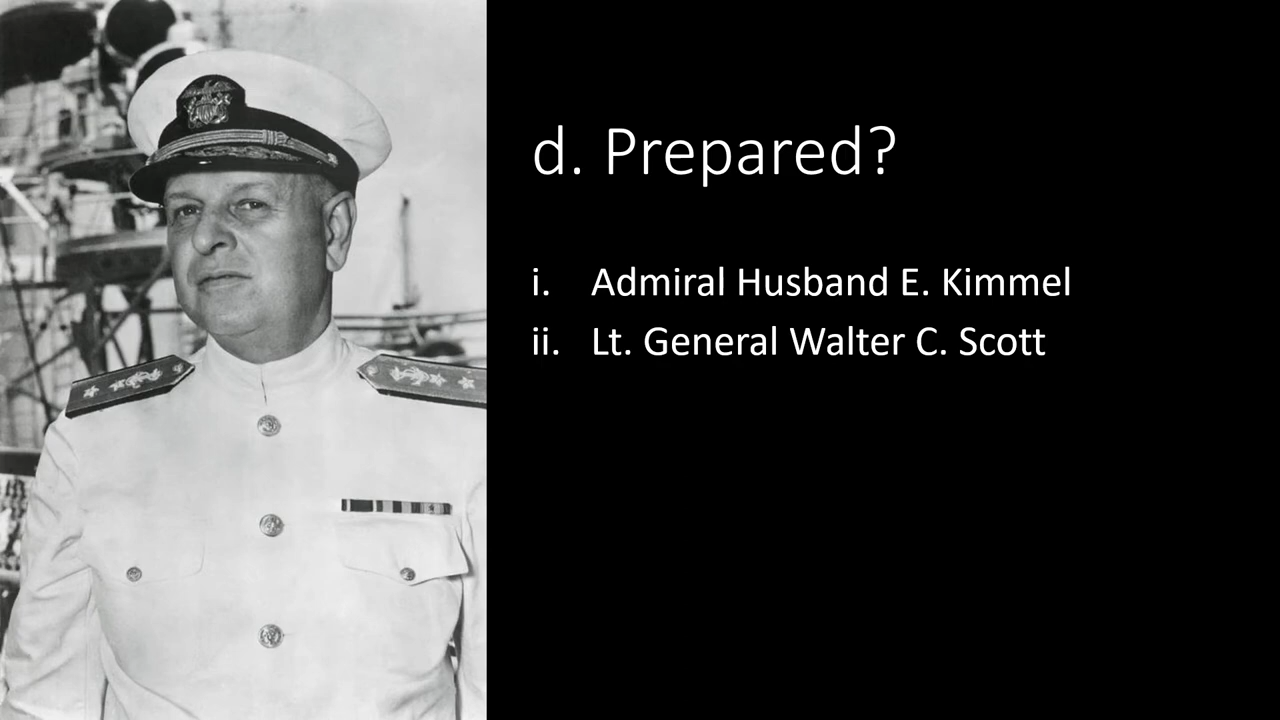 d. Prepared?
i. Admiral Husband E. Kimmel
ii. Lt. General Walter C. Scott